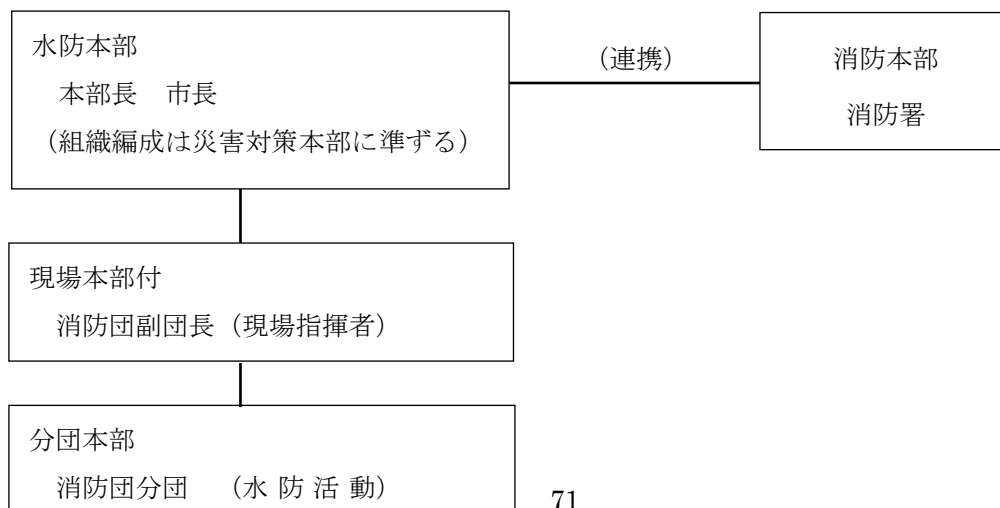 水防本部
本部長　市長
（組織編成は災害対策本部に準ずる）
（連携）
消防本部
消防署
現場本部付
消防団副団長（現場指揮者）
分団本部
消防団分団　（水 防 活 動）
71